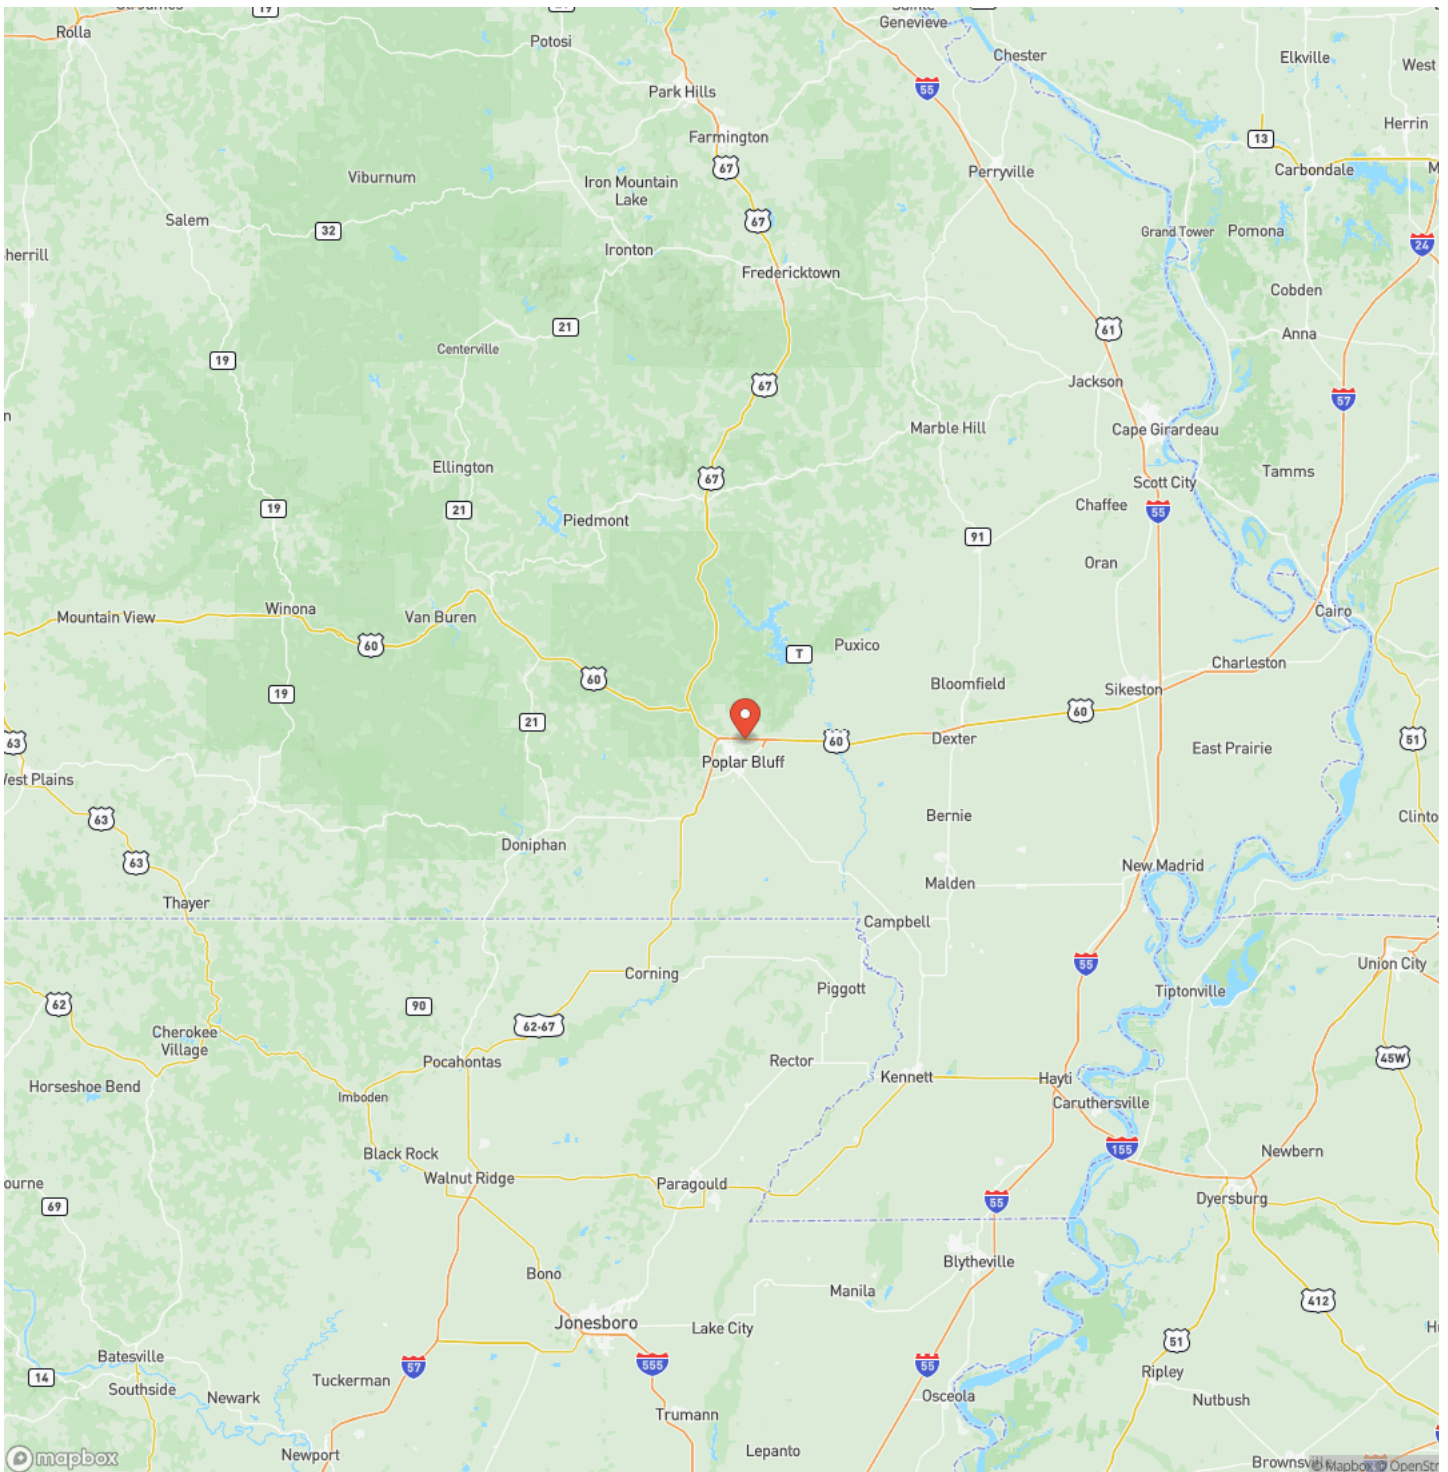 19
Rolla
Potosi
Genevieve
Chester
Elkville
West
Park Hills
55
Herrin
Farmington
13
67
Perryville
Carbondale
Viburnum
Iron Mountain
Lake
Salem
67
32
Grand Tower
Pomona
24
Ironton
Sherrill
Fredericktown
Cobden
21
61
Anna
Centerville
19
67
Jackson
57
Marble Hill
Cape Girardeau
Ellington
Tamms
67
Scott City
19
21
Chaffee
55
Piedmont
91
Oran
Winona
Van Buren
Mountain View
Cairo
60
Puxico
T
Charleston
60
Bloomfield
Sikeston
19
60
21
63
60
Dexter
51
East Prairie
Poplar Bluff
West Plains
63
Bernie
Clinto
Doniphan
63
New Madrid
Malden
Thayer
Campbell
55
Union City
Corning
Piggott
Tiptonville
62
90
62-67
Cherokee
Village
45W
Pocahontas
Rector
Kennett
Hayti
Horseshoe Bend
Imboden
Caruthersville
155
Newbern
Black Rock
Walnut Ridge
ourne
Paragould
55
Dyersburg
69
Blytheville
Bono
Manila
412
Jonesboro
Lake City
51
Batesville
57
555
55
Ripley
14
Southside
Tuckerman
Newark
Osceola
Nutbush
Trumann
Newport
Lepanto
mapbox
© Mapbox © OpenStr